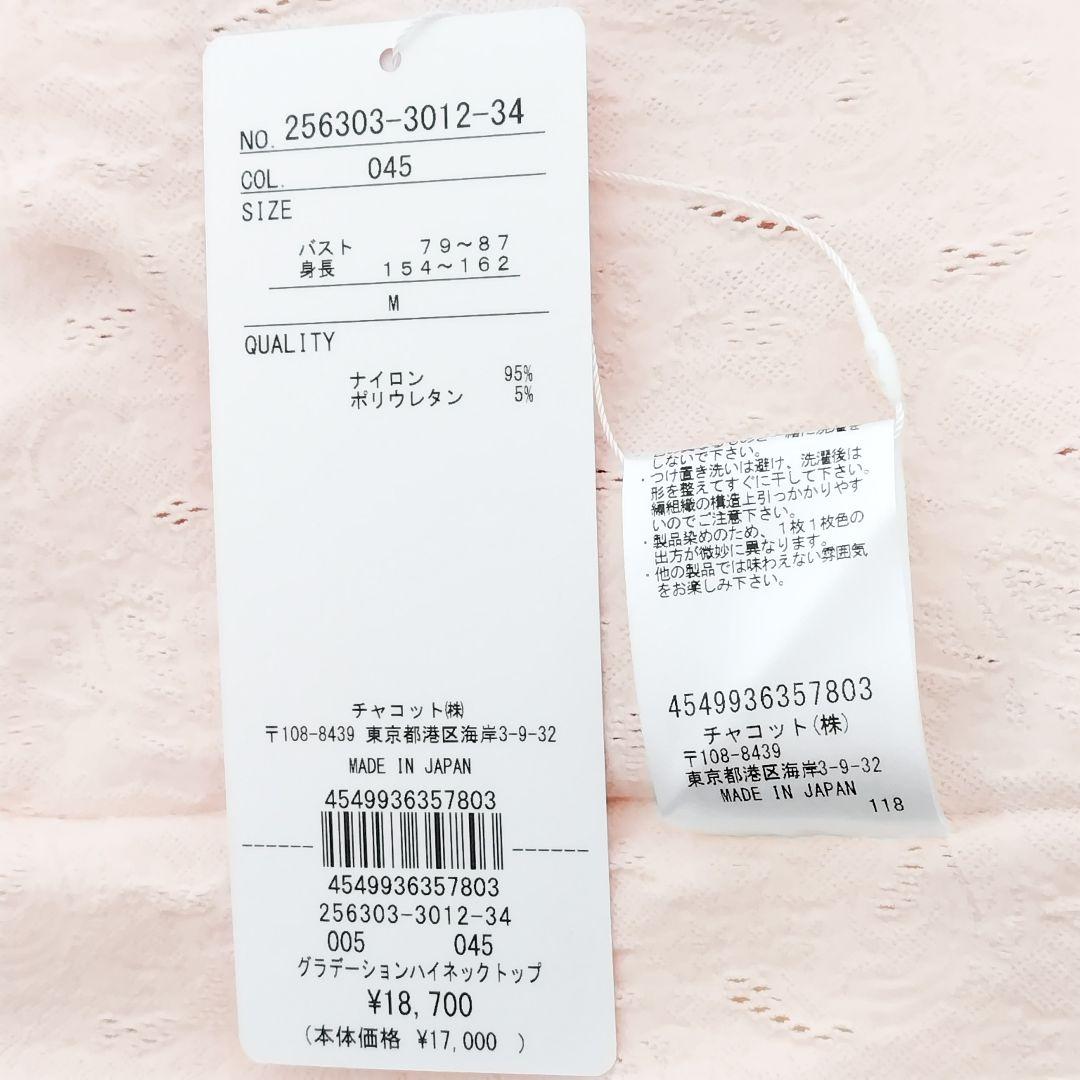 NO. 256303-3012-34
COL. 045
SIZE
バスト 79～87
身長 154～162
M
QUALITY
ナイロン 95%
ポリウレタン 5%
チャコット㈱
〒108-8439 東京都港区海岸3-9-32
MADE IN JAPAN
4549936357803
4549936357803
256303-3012-34
005 045
グラデーションハイネックトップ
¥18,700
(本体価格 ¥17,000 )
しないで下さい。
・つけ置き洗いは避け、洗濯後は
形を整えてすぐに干して下さい。
編組織の構造上引っかかりやす
いのでご注意下さい。
・製品染めのため、1枚1枚色の
出方が微妙に異なります。
・他の製品では味わえない雰囲気
をお楽しみ下さい。
4549936357803
チャコット(株)
〒108-8439
東京都港区海岸3-9-32
MADE IN JAPAN
118